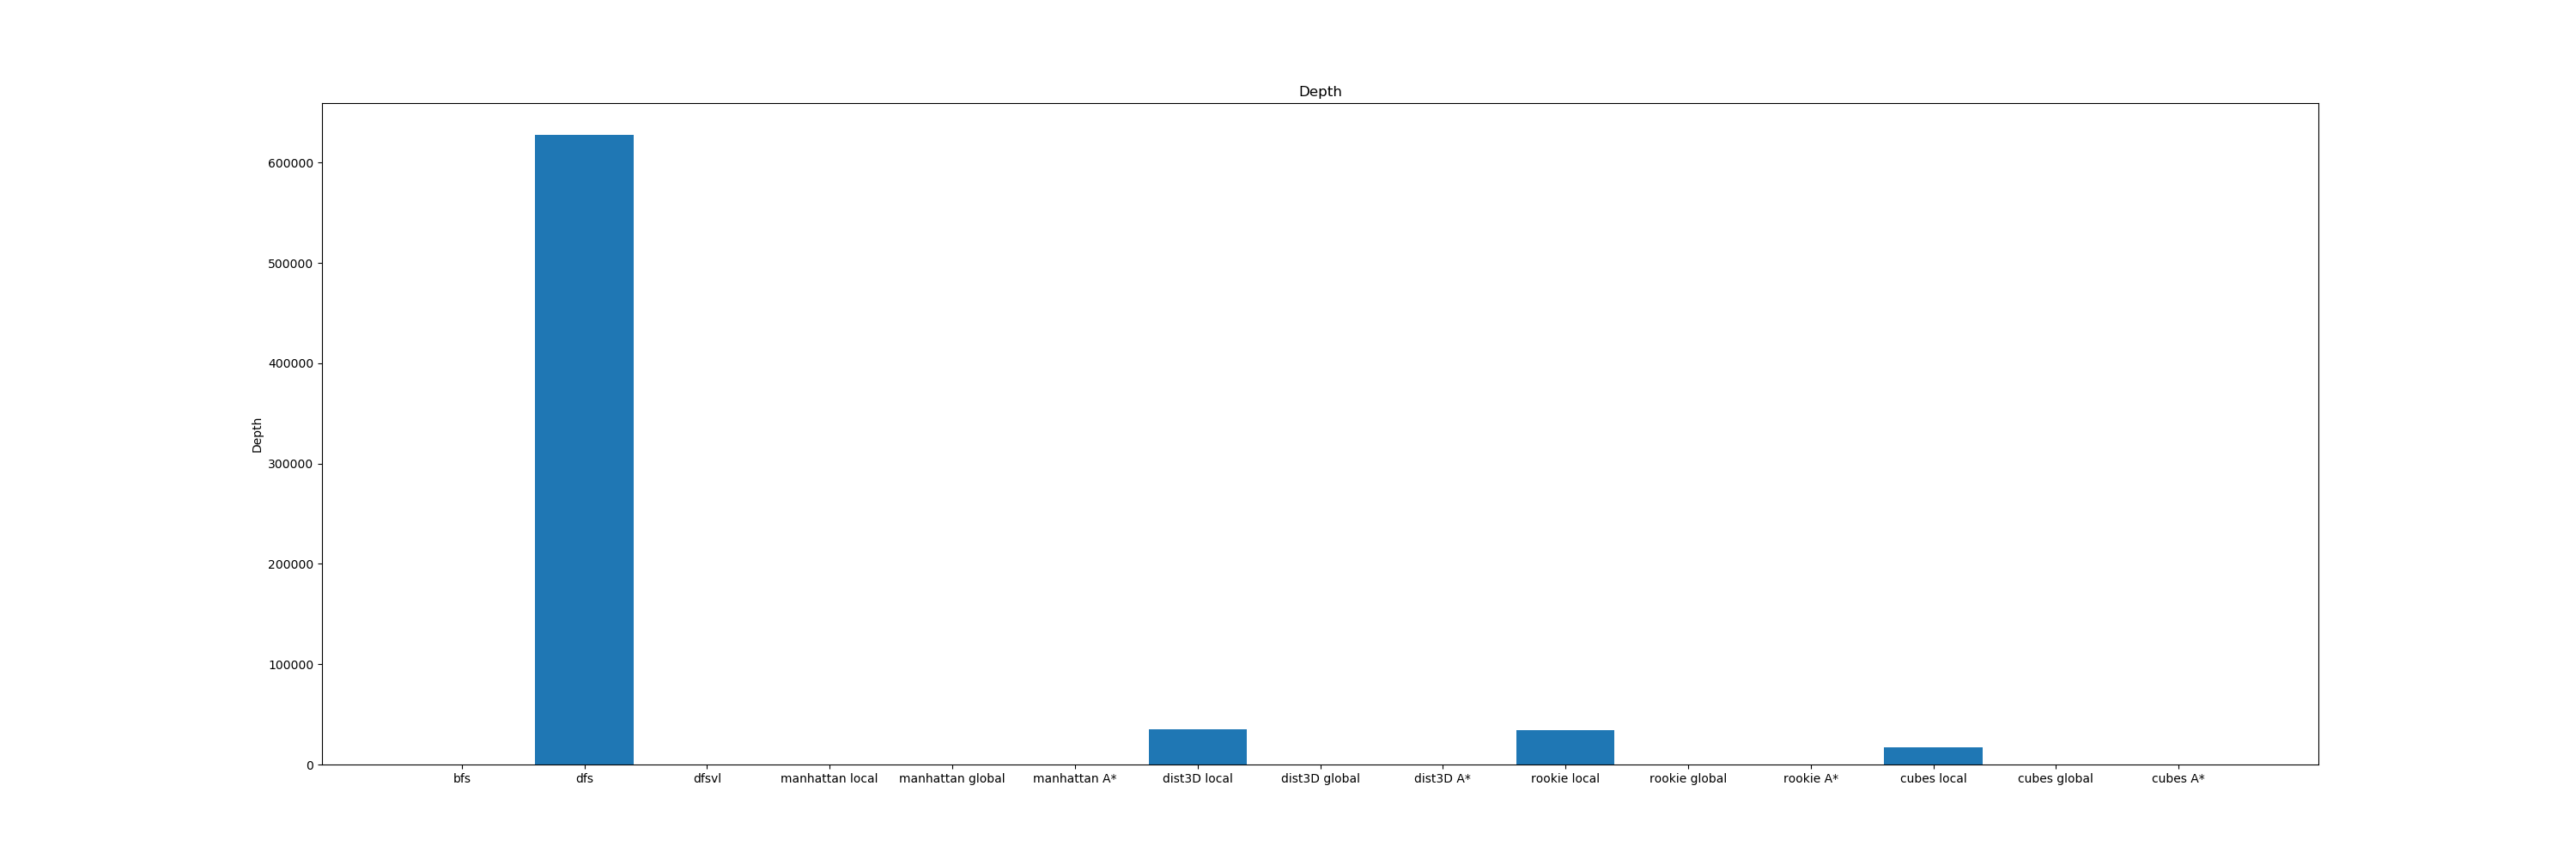 Depth
600000
500000
400000
300000
200000
100000
0
Depth
bfs dfs dfsvl manhattan local manhattan global manhattan A* dist3D local dist3D global dist3D A* rookie local rookie global rookie A* cubes local cubes global cubes A*